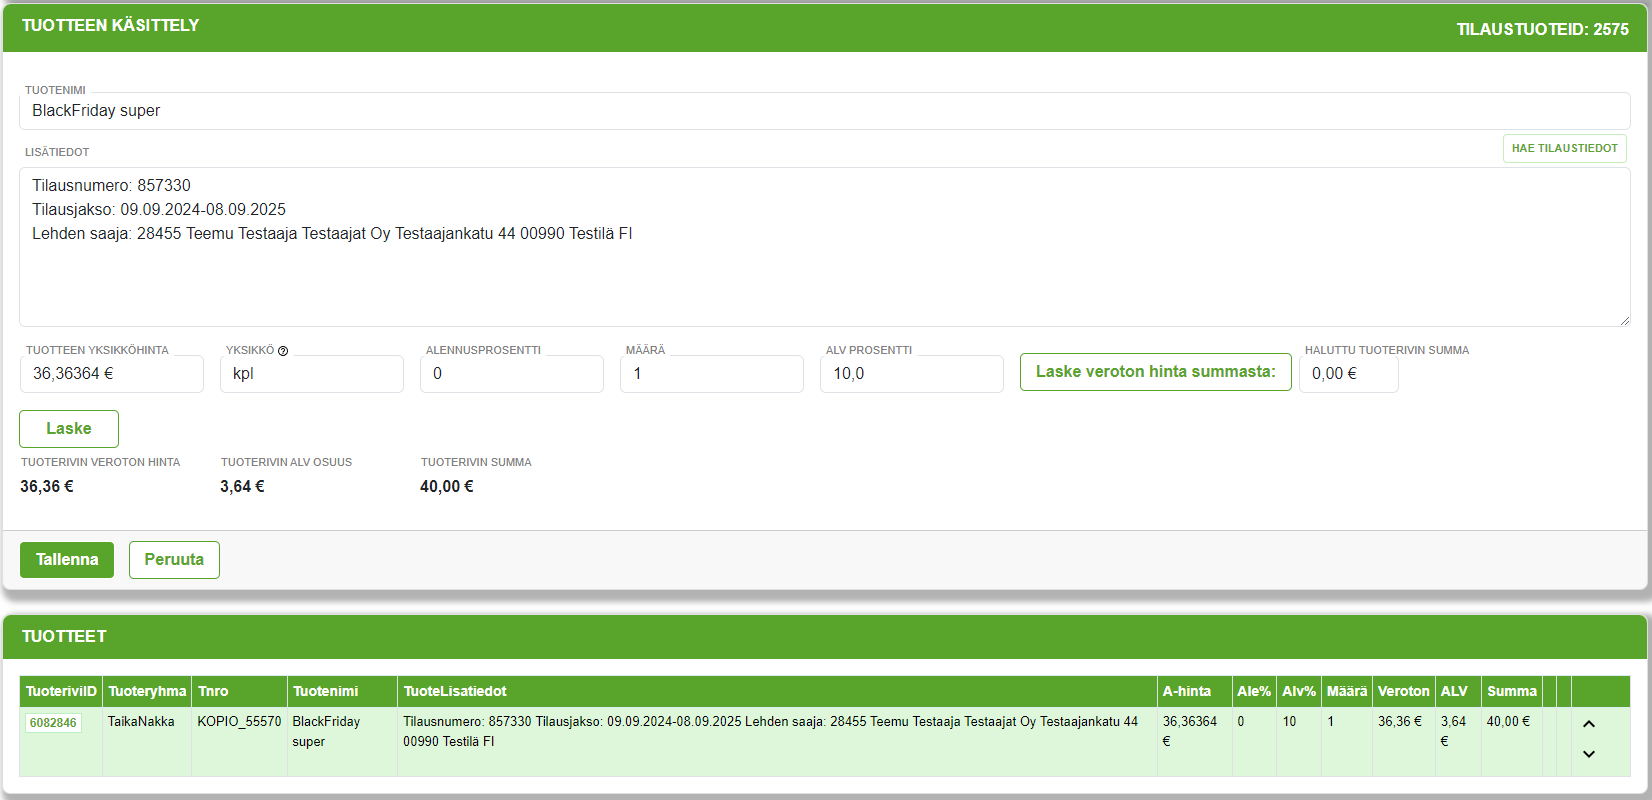 TUOTTEEN KÄSITTELY
TILAUSTUOTEID: 2575
TUOTENIMI
BlackFriday super
LISÄTIEDOT
HAE TILAUSTIEDOT
Tilausnumero: 857330
Tilausjakso: 09.09.2024-08.09.2025
Lehden saaja: 28455 Teemu Testaaja Testaajat Oy Testaajankatu 44 00990 Testilä FI
TUOTTEEN YKSIKKÖHINTA YKSIKKÖ ALENNUSPROSENTTI MÄÄRÄ ALV PROSENTTI HALUTTU TUOTERIVIN SUMMA
36,36364 € kpl 0 1 10,0 Laske veroton hinta summasta: 0,00 €
Laske
TUOTERIVIN VEROTON HINTA TUOTERIVIN ALV OSUUS TUOTERIVIN SUMMA
36,36 € 3,64 € 40,00 €
Tallenna Peruuta
TUOTTEET
TuoteriviID Tuoteryhma Tnro Tuotenimi TuoteLisatiedot A-hinta Ale% Alv% Määrä Veroton ALV Summa
6082846 TaikaNakka KOPIO_55570 BlackFriday Tilausnumero: 857330 Tilausjakso: 09.09.2024-08.09.2025 Lehden saaja: 28455 Teemu Testaaja Testaajat Oy Testaajankatu 44 36,36364 0 10 1 36,36 € 3,64 40,00 €
super 00990 Testilä FI € €